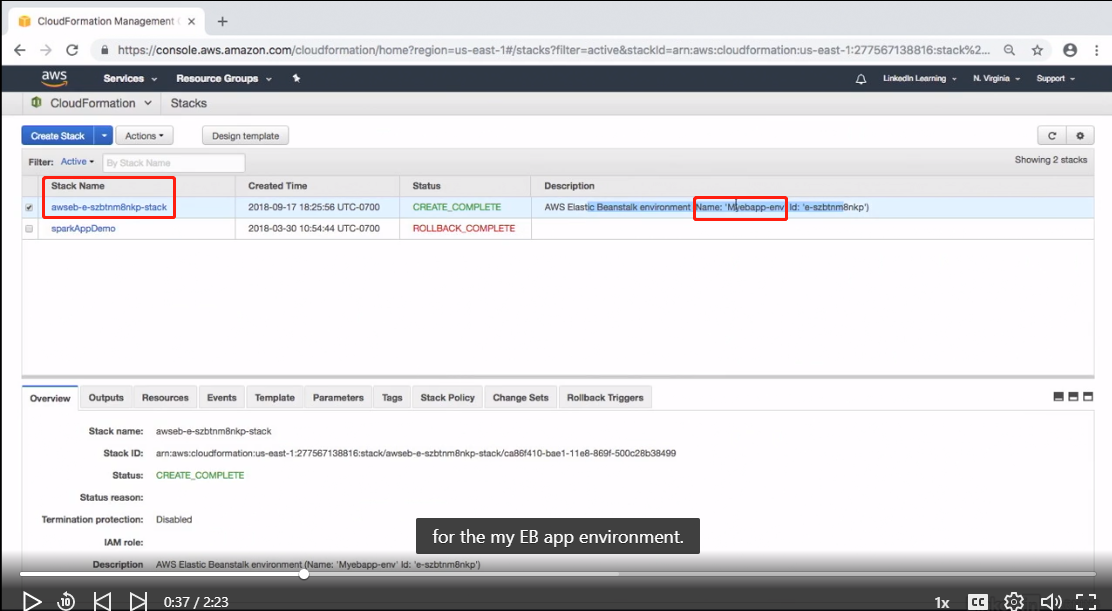 CloudFormation Management C
https://console.aws.amazon.com/cloudformation/home?region=us-east-1#/stacks?filter=active&stackId=arn:aws:cloudformation:us-east-1:277567138816:stack%2...
aws Services Resource Groups LinkedIn Learning N. Virginia Support
CloudFormation Stacks
Create Stack Actions Design template
Filter: Active By Stack Name Showing 2 stacks
Stack Name Created Time Status Description
awseb-e-szbtnm8nkp-stack 2018-09-17 18:25:56 UTC-0700 CREATE_COMPLETE AWS Elastic Beanstalk environment (Name: 'Myebapp-env' Id: 'e-szbtnm8nkp')
sparkAppDemo 2018-03-30 10:54:44 UTC-0700 ROLLBACK_COMPLETE
Overview Outputs Resources Events Template Parameters Tags Stack Policy Change Sets Rollback Triggers
Stack name: awseb-e-szbtnm8nkp-stack
Stack ID: arn:aws:cloudformation:us-east-1:277567138816:stack/awseb-e-szbtnm8nkp-stack/ca86f410-bae1-11e8-869f-500c28b38499
Status: CREATE_COMPLETE
Status reason:
Termination protection: Disabled
IAM role:
for the my EB app environment.
Description AWS Elastic Beanstalk environment (Name: 'Myebapp-env' Id: 'e-szbtnm8nkp')
10 0:37 / 2:23 1x CC